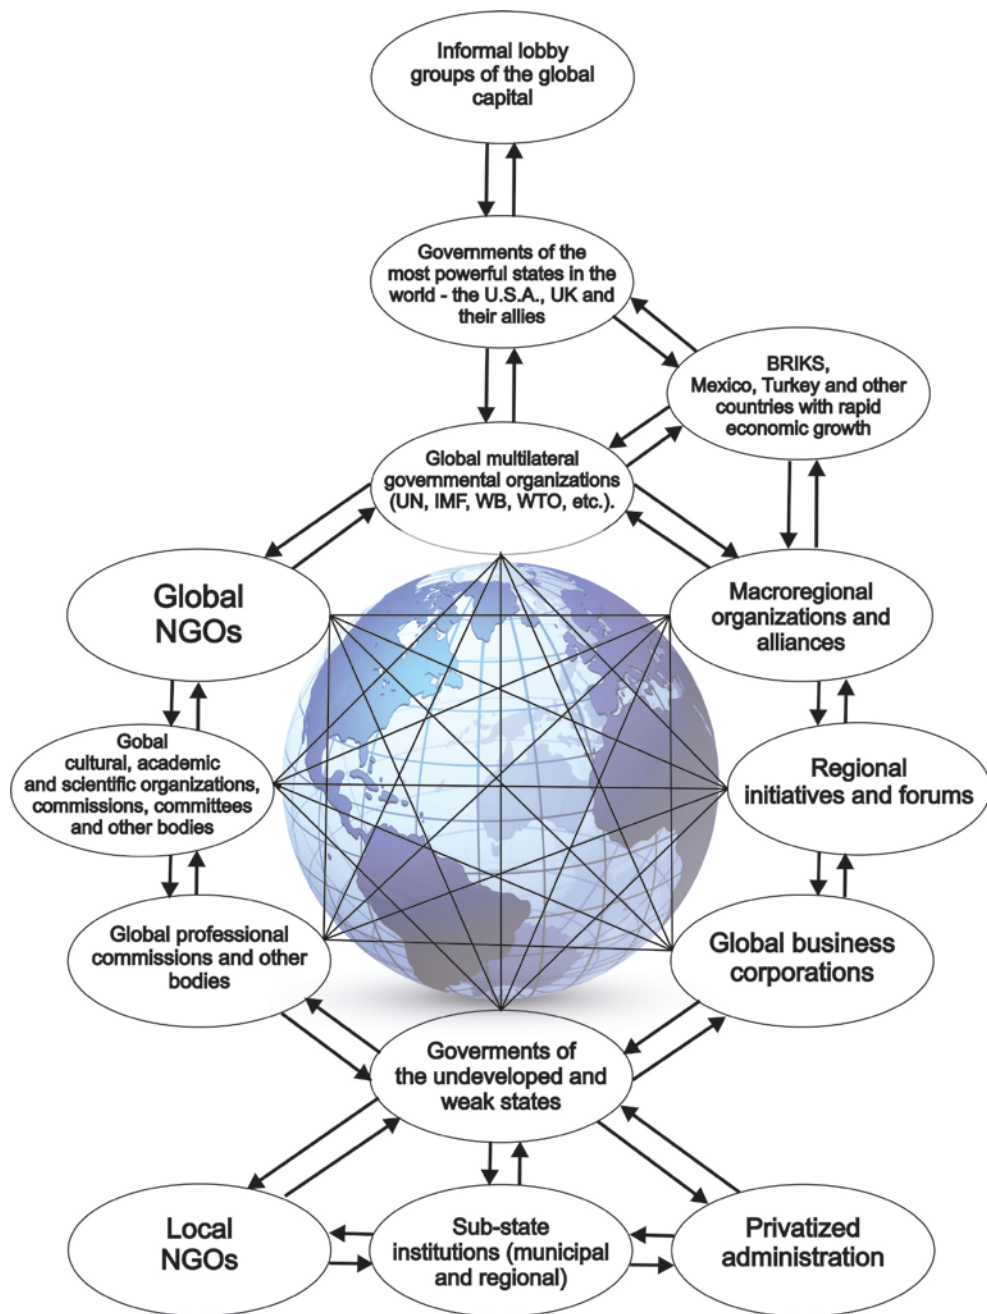 Informal lobby
groups of the global
capital
Governments of the
most powerful states in the
world - the U.S.A., UK and
their allies
BRIKS,
Mexico, Turkey and other
countries with rapid
economic growth
Global multilateral
governmental organizations
(UN, IMF, WB, WTO, etc.).
Global
NGOs
Macroregional
organizations and
alliances
Gobal
cultural, academic
and scientific organizations,
commissions, committees
and other bodies
Regional
initiatives and forums
Global professional
commissions and other
bodies
Global business
corporations
Goverments of
the undeveloped and
weak states
Local
NGOs
Sub-state
institutions (municipal
and regional)
Privatized
administration